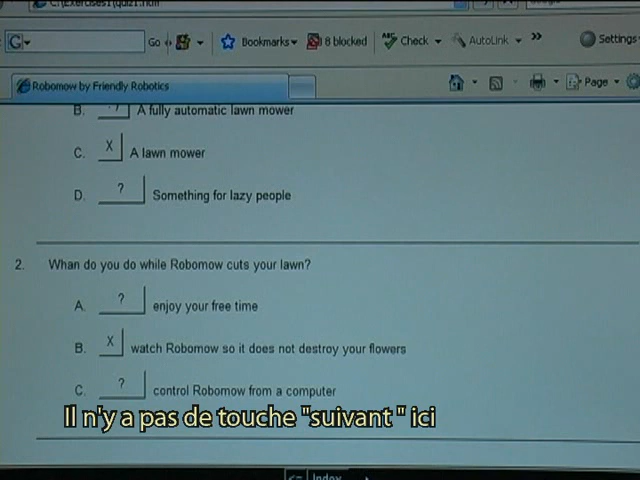 C:\Exercises1\quiz1.htm
G Go Bookmarks 8 blocked ABC Check AutoLink » Settings
Robomow by Friendly Robotics Page
B. ? A fully automatic lawn mower
C. X A lawn mower
D. ? Something for lazy people
2. Whan do you do while Robomow cuts your lawn?
A. ? enjoy your free time
B. X watch Robomow so it does not destroy your flowers
C. ? control Robomow from a computer
Il n'y a pas de touche "suivant " ici
<= Index